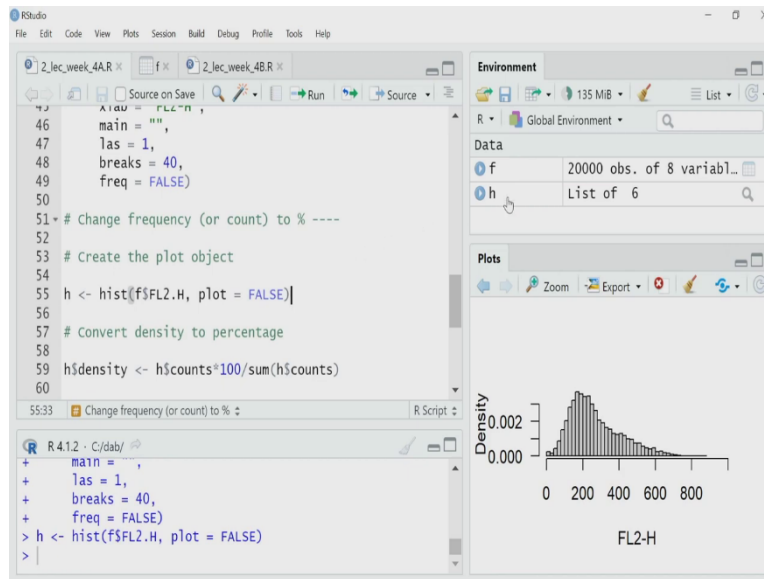 RStudio
File Edit Code View Plots Session Build Debug Profile Tools Help
2_lec_week_4A.R × f × 2_lec_week_4B.R ×
Source on Save Run Source
45 xlab = "FL2-H",
46 main = "",
47 las = 1,
48 breaks = 40,
49 freq = FALSE)
50
51 # Change frequency (or count) to % ----
52
53 # Create the plot object
54
55 h <- hist(f$FL2.H, plot = FALSE)
56
57 # Convert density to percentage
58
59 h$density <- h$counts*100/sum(h$counts)
60
55:33 # Change frequency (or count) to % R Script
R 4.1.2 · C:/dab/
+ main = "",
+ las = 1,
+ breaks = 40,
+ freq = FALSE)
> h <- hist(f$FL2.H, plot = FALSE)
>
Environment
135 MiB List
R Global Environment
Data
f 20000 obs. of 8 variabl…
h List of 6
Plots
Zoom Export
Density
0.002
0.000
0 200 400 600 800
FL2-H